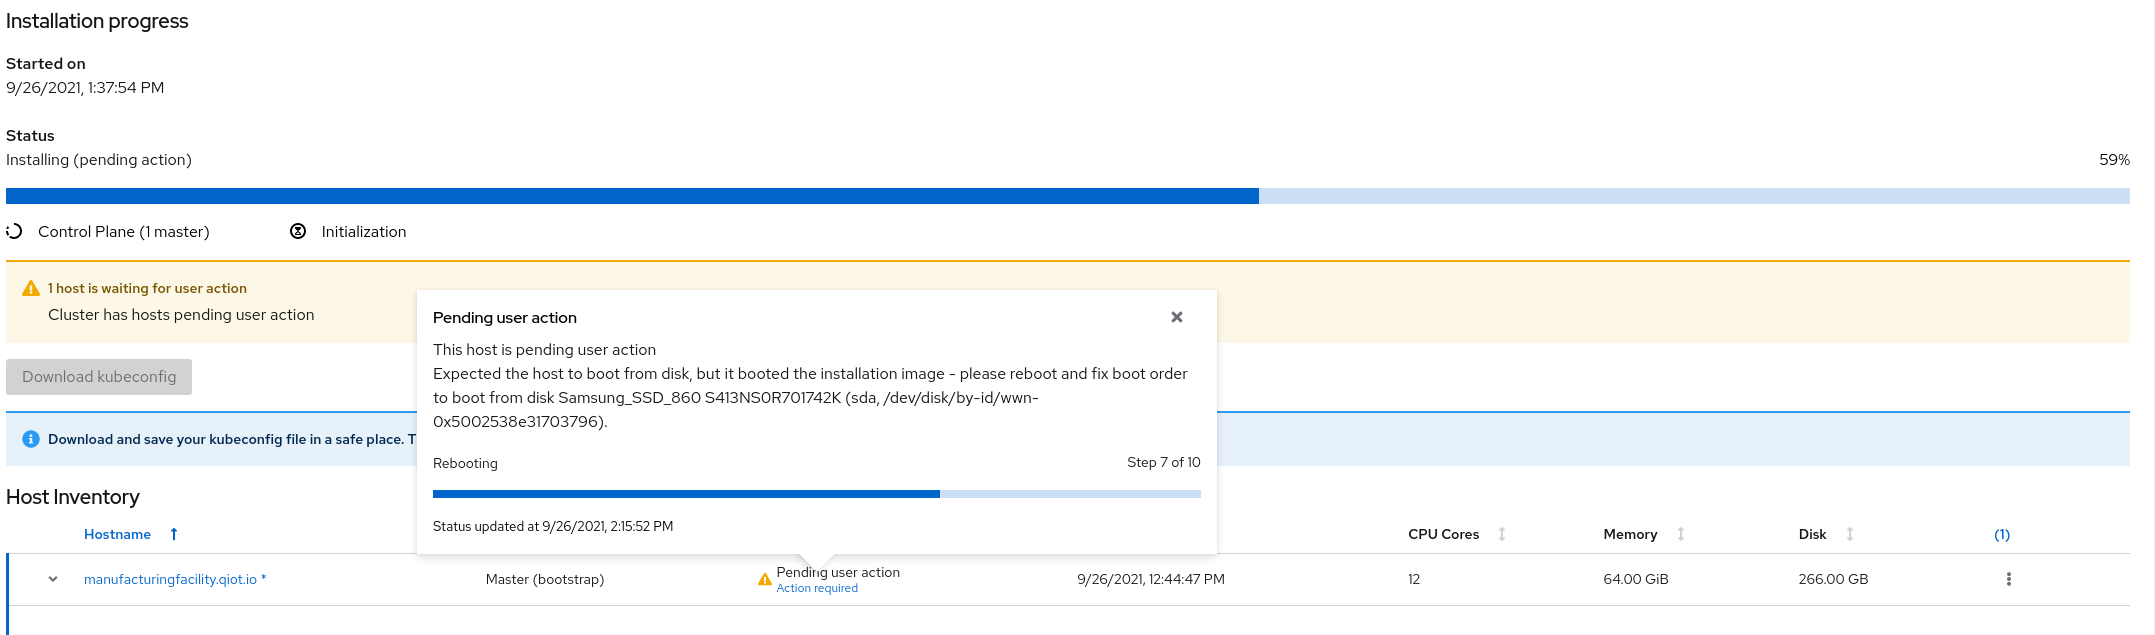 Installation progress
Started on
9/26/2021, 1:37:54 PM
Status
Installing (pending action)
59%
Control Plane (1 master)
Initialization
1 host is waiting for user action
Cluster has hosts pending user action
Download kubeconfig
Download and save your kubeconfig file in a safe place. T
Pending user action
This host is pending user action
Expected the host to boot from disk, but it booted the installation image - please reboot and fix boot order
to boot from disk Samsung_SSD_860 S413NS0R701742K (sda, /dev/disk/by-id/wwn-
0x5002538e31703796).
Rebooting
Step 7 of 10
Status updated at 9/26/2021, 2:15:52 PM
Host Inventory
Hostname
CPU Cores
Memory
Disk
(1)
manufacturingfacility.qiot.io *
Master (bootstrap)
Pending user action
Action required
9/26/2021, 12:44:47 PM
12
64.00 GiB
266.00 GB